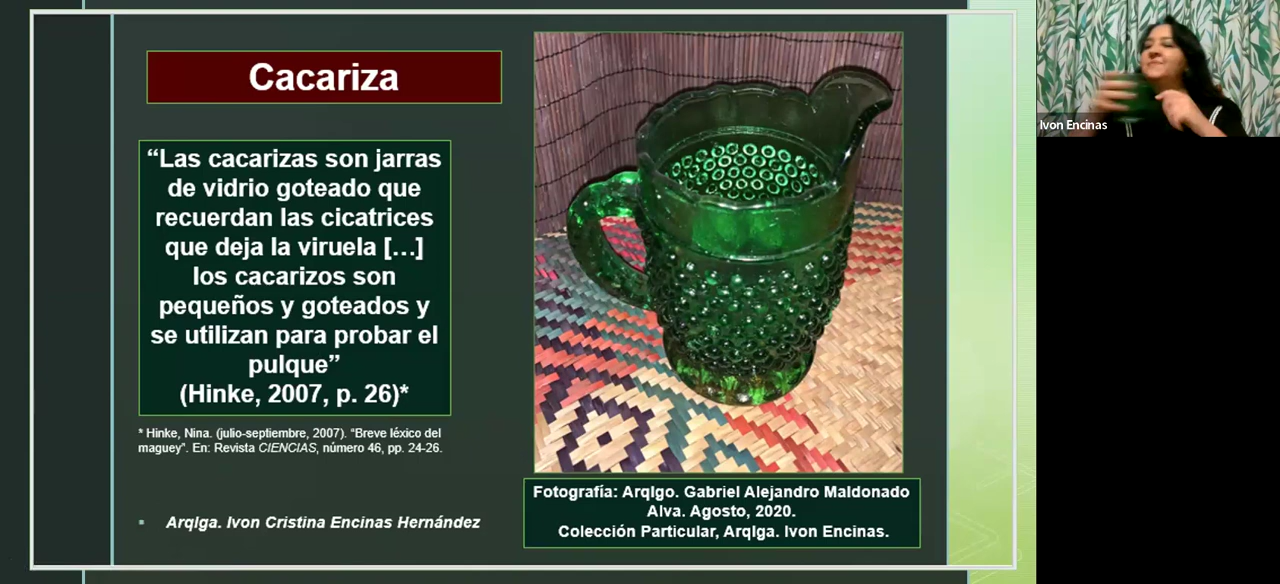 Cacariza
“Las cacarizas son jarras
de vidrio goteado que
recuerdan las cicatrices
que deja la viruela […]
los cacarizos son
pequeños y goteados y
se utilizan para probar el
pulque”
(Hinke, 2007, p. 26)*
* Hinke, Nina. (julio-septiembre, 2007). “Breve léxico del
maguey”. En: Revista CIENCIAS, número 46, pp. 24-26.
Arqlga. Ivon Cristina Encinas Hernández
Fotografía: Arqlgo. Gabriel Alejandro Maldonado
Alva. Agosto, 2020.
Colección Particular, Arqlga. Ivon Encinas.
Ivon Encinas